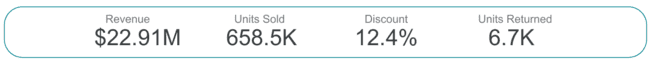 Revenue Units Sold Discount Units Returned
$22.91M 658.5K 12.4% 6.7K